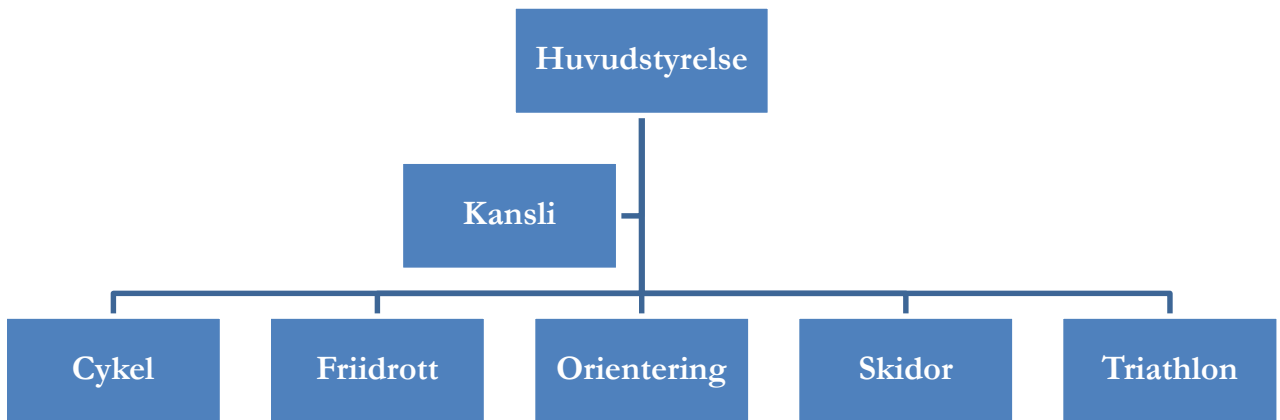 Huvudstyrelse
Kansli
Cykel
Friidrott
Orientering
Skidor
Triathlon